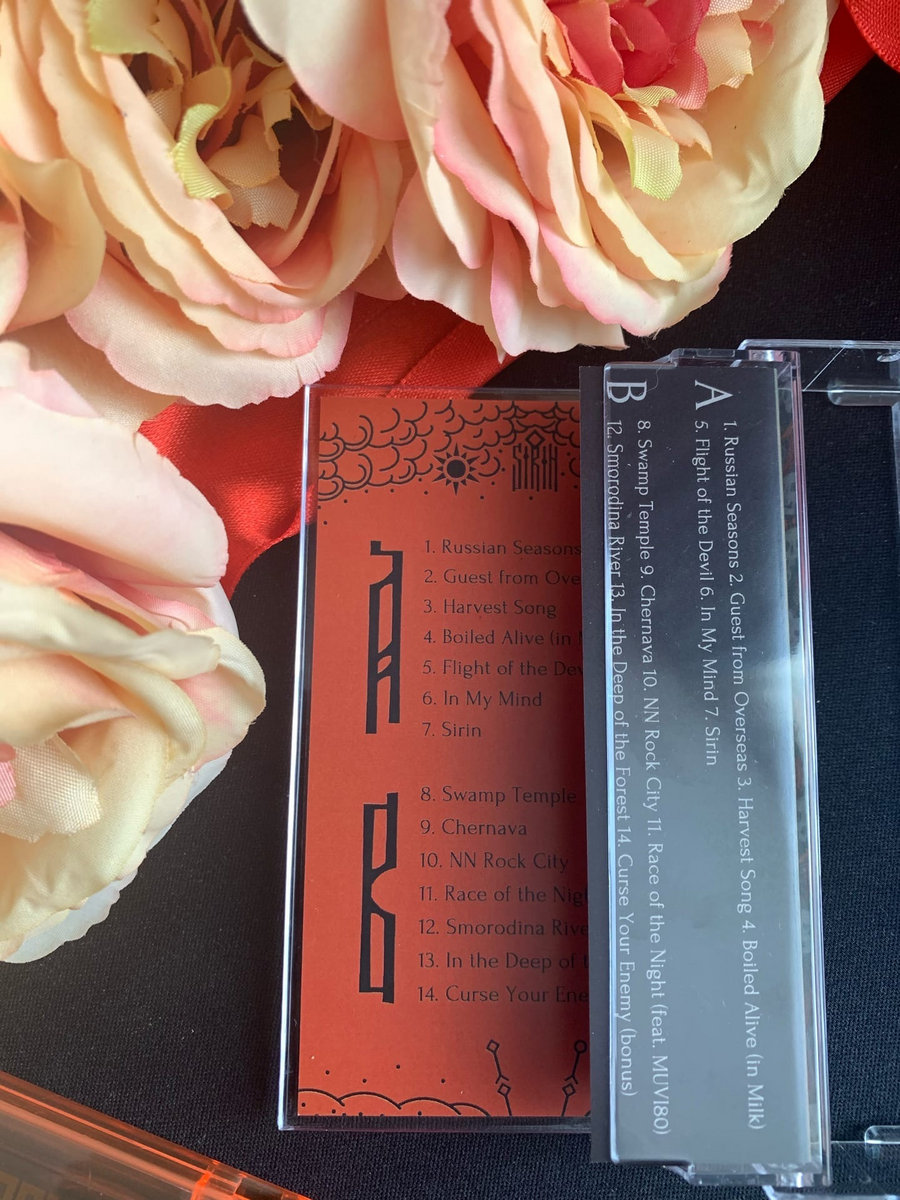 SIRIN
A
1. Russian Seasons
2. Guest from Ove
3. Harvest Song
4. Boiled Alive (in
5. Flight of the Dev
6. In My Mind
7. Sirin
B
8. Swamp Temple
9. Chernava
10. NN Rock City
11. Race of the Nig
12. Smorodina Rive
13. In the Deep of t
14. Curse Your Ene
A
1. Russian Seasons 2. Guest from Overseas 3. Harvest Song 4. Boiled Alive (in Milk)
5. Flight of the Devil 6. In My Mind 7. Sirin
B
8. Swamp Temple 9. Chernava 10. NN Rock City 11. Race of the Night (feat. MUVI80)
12. Smorodina River 13. In the Deep of the Forest 14. Curse Your Enemy (bonus)